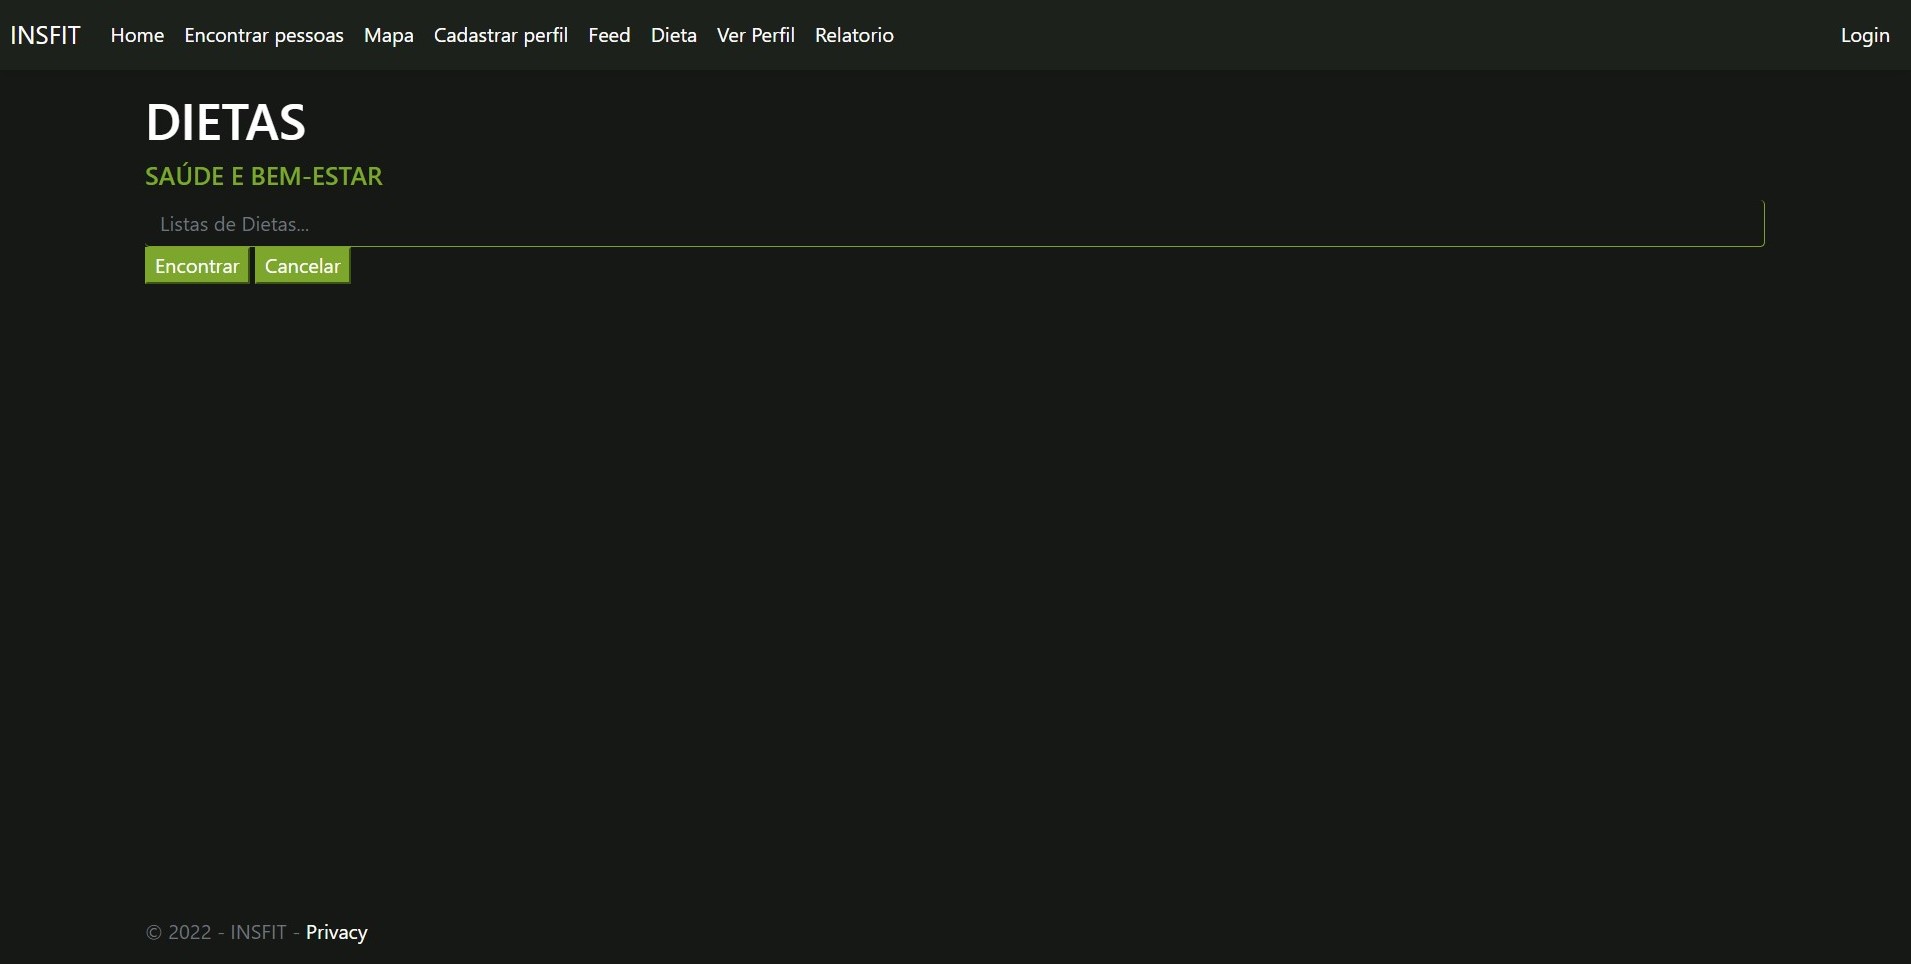 INSFIT Home Encontrar pessoas Mapa Cadastrar perfil Feed Dieta Ver Perfil Relatorio Login
DIETAS
SAÚDE E BEM-ESTAR
Listas de Dietas...
Encontrar Cancelar
© 2022 - INSFIT - Privacy